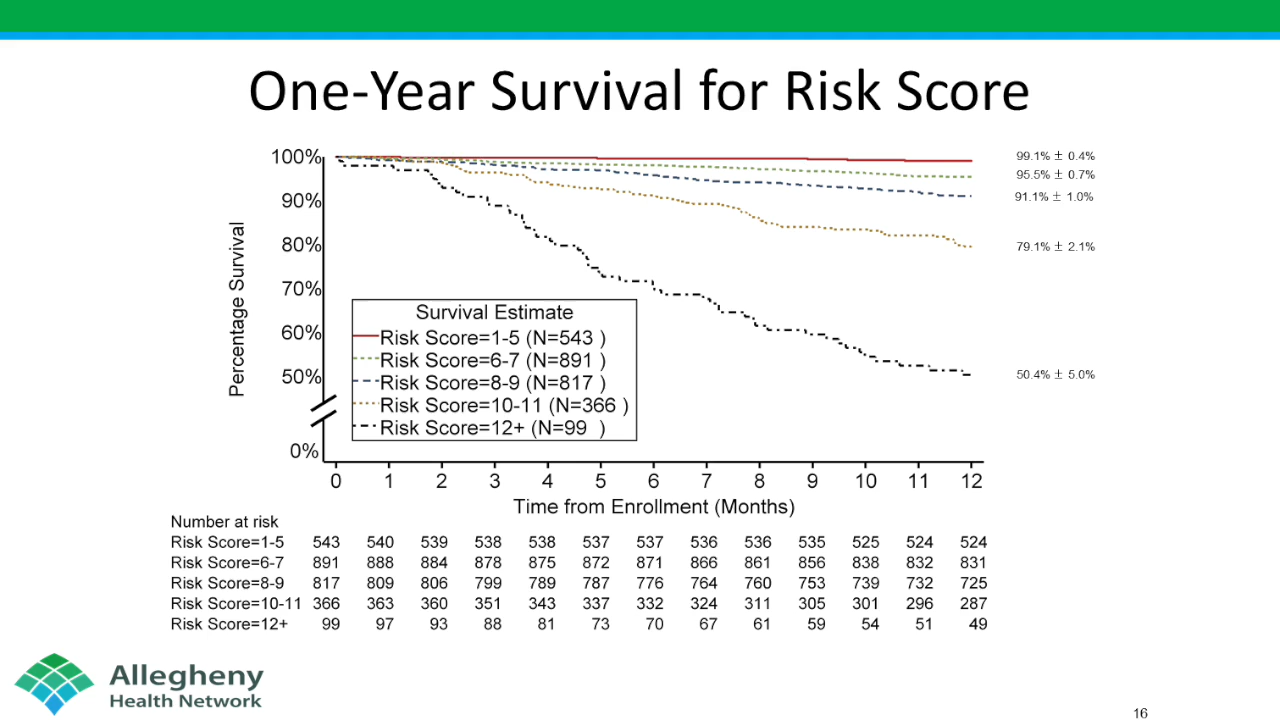 One-Year Survival for Risk Score
100%
90%
80%
70%
60%
50%
0%
Percentage Survival
99.1% ± 0.4%
95.5% ± 0.7%
91.1% ± 1.0%
79.1% ± 2.1%
50.4% ± 5.0%
Survival Estimate
Risk Score=1-5 (N=543 )
Risk Score=6-7 (N=891 )
Risk Score=8-9 (N=817 )
Risk Score=10-11 (N=366 )
Risk Score=12+ (N=99 )
0 1 2 3 4 5 6 7 8 9 10 11 12
Time from Enrollment (Months)
Number at risk
Risk Score=1-5 543 540 539 538 538 537 537 536 536 535 525 524 524
Risk Score=6-7 891 888 884 878 875 872 871 866 861 856 838 832 831
Risk Score=8-9 817 809 806 799 789 787 776 764 760 753 739 732 725
Risk Score=10-11 366 363 360 351 343 337 332 324 311 305 301 296 287
Risk Score=12+ 99 97 93 88 81 73 70 67 61 59 54 51 49
Allegheny
Health Network
16